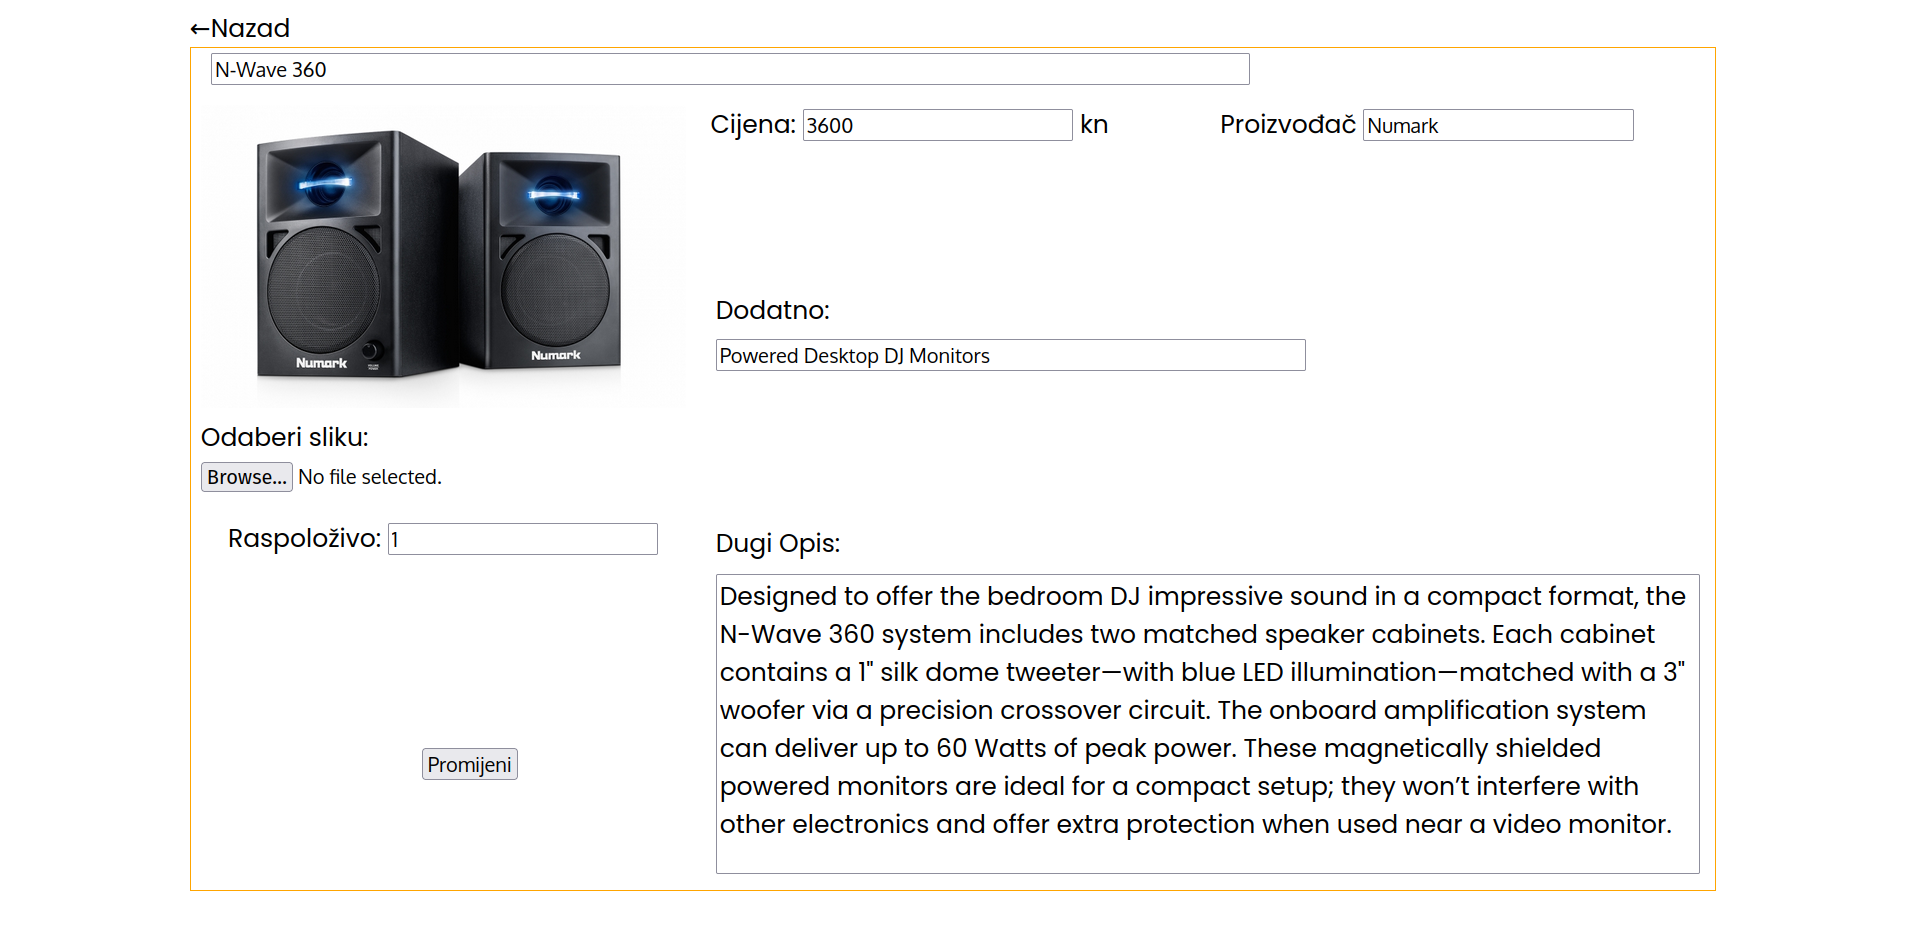 ←Nazad
N-Wave 360
Cijena: 3600 kn
Proizvođač Numark
Numark
Numark
Dodatno:
Powered Desktop DJ Monitors
Odaberi sliku:
Browse... No file selected.
Raspoloživo: 1
Promijeni
Dugi Opis:
Designed to offer the bedroom DJ impressive sound in a compact format, the
N-Wave 360 system includes two matched speaker cabinets. Each cabinet
contains a 1" silk dome tweeter—with blue LED illumination—matched with a 3"
woofer via a precision crossover circuit. The onboard amplification system
can deliver up to 60 Watts of peak power. These magnetically shielded
powered monitors are ideal for a compact setup; they won’t interfere with
other electronics and offer extra protection when used near a video monitor.